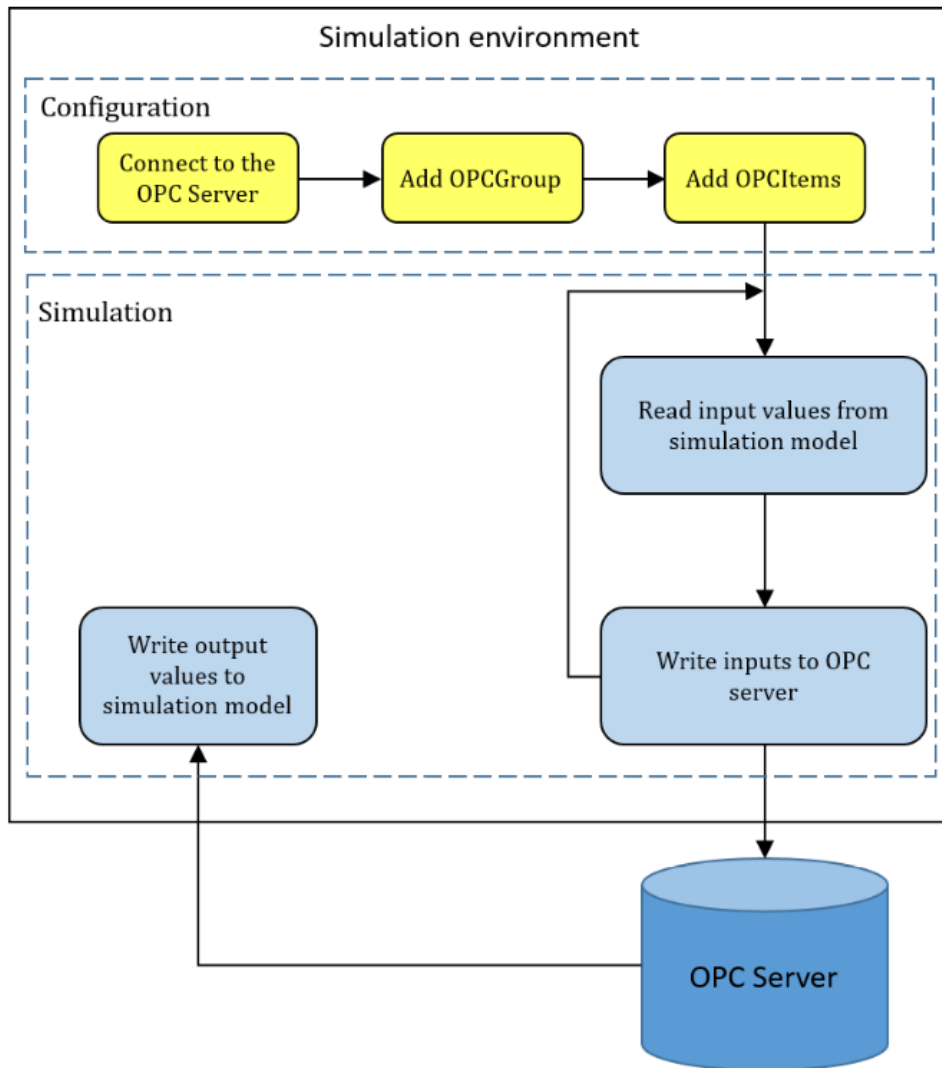 Simulation environment
Configuration
Connect to the
OPC Server
Add OPCGroup
Add OPCItems
Simulation
Read input values from
simulation model
Write output
values to
simulation model
Write inputs to OPC
server
OPC Server